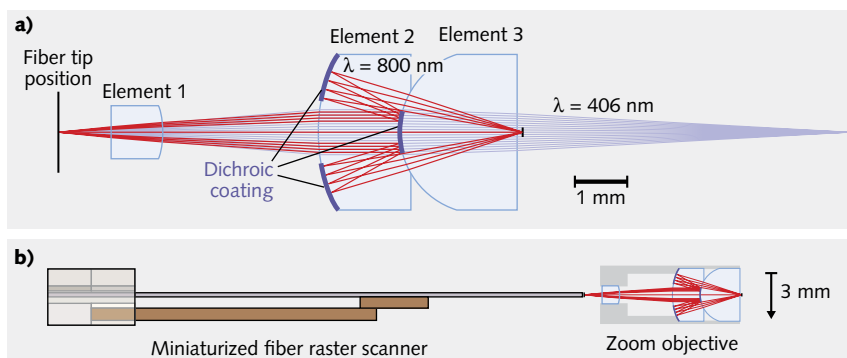 a)
Element 2
Element 3
Fiber tip
position
Element 1
λ = 800 nm
λ = 406 nm
Dichroic
coating
1 mm
b)
3 mm
Miniaturized fiber raster scanner
Zoom objective